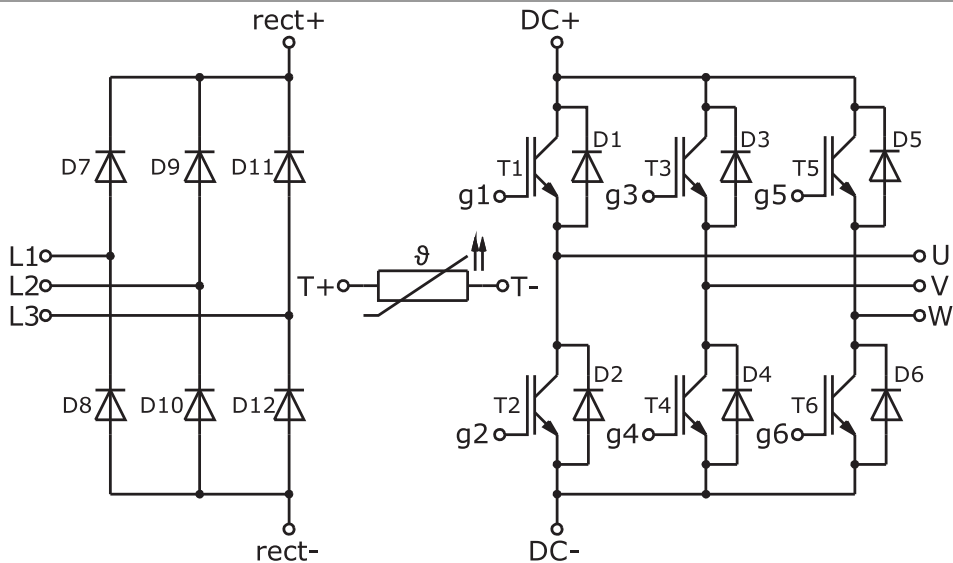 rect+
DC+
D7
D9
D11
T1
D1
T3
D3
T5
D5
g1
g3
g5
L1
L2
L3
T+
ϑ
T-
U
V
W
D8
D10
D12
T2
D2
T4
D4
T6
D6
g2
g4
g6
rect-
DC-